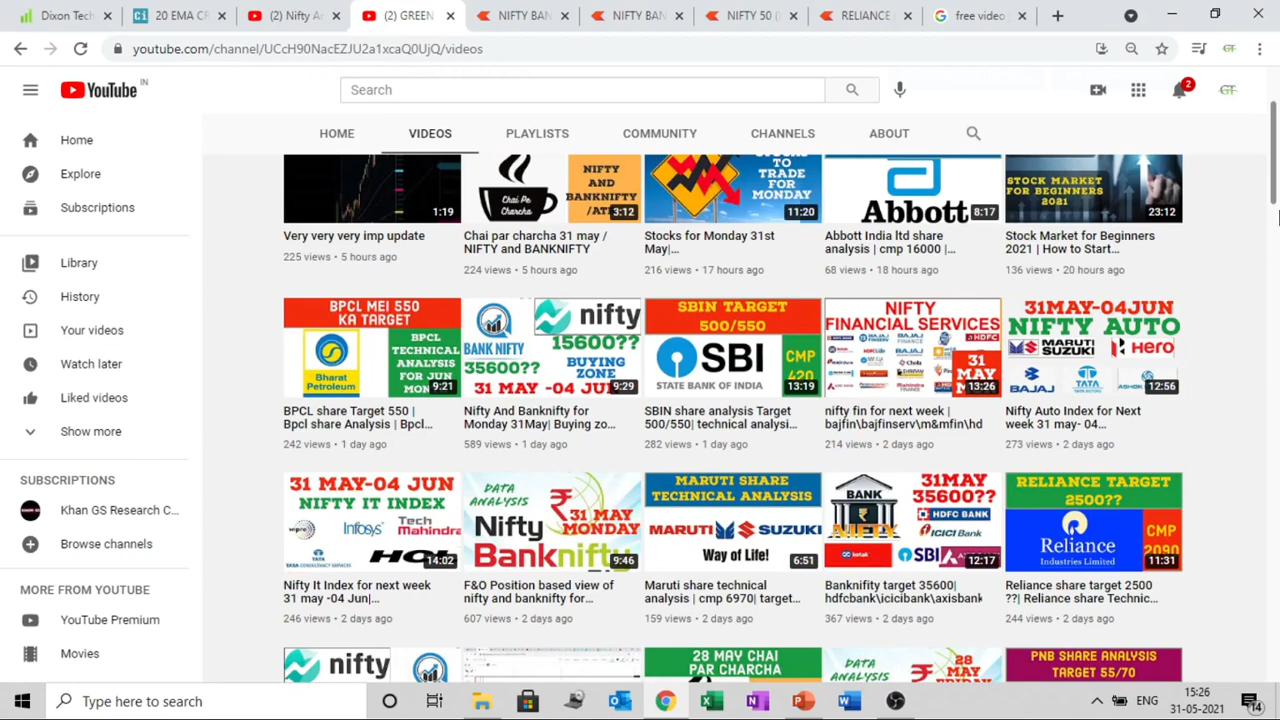 Dixon Tech
20 EMA CR
(2) Nifty A
(2) GREEN
NIFTY BAN
NIFTY BAN
NIFTY 50 (
RELIANCE
free video
youtube.com/channel/UCcH90NacEZJU2a1xcaQ0UjQ/videos
GT
YouTube IN
Search
2
GT
HOME VIDEOS PLAYLISTS COMMUNITY CHANNELS ABOUT
Home
Explore
Subscriptions
Library
History
Your videos
Watch later
Liked videos
Show more
SUBSCRIPTIONS
Khan GS Research C...
Browse channels
MORE FROM YOUTUBE
YouTube Premium
Movies
1:19
Very very very imp update
225 views • 5 hours ago
Chai Pe
Charcha
NIFTY
AND
BANKNIFTY
3:12
Chai par charcha 31 may /
NIFTY and BANKNIFTY
224 views • 5 hours ago
TO
TRADE
FOR
MONDAY
11:20
Stocks for Monday 31st
May|...
216 views • 17 hours ago
Abbott
8:17
Abbott India ltd share
analysis | cmp 16000 |...
68 views • 18 hours ago
STOCK MARKET
FOR BEGINNERS
2021
23:12
Stock Market for Beginners
2021 | How to Start...
136 views • 20 hours ago
BPCL MEI 550
KA TARGET
Bharat
Petroleum
BPCL
TECHNICAL
ANALYSIS
FOR JUN
9:21
BPCL share Target 550 |
Bpcl share Analysis | Bpcl...
242 views • 1 day ago
nifty
BANK NIFTY
15600??
35600??
BUYING
ZONE
31 MAY -04 JUN
9:29
Nifty And Banknifty for
Monday 31May| Buying zo...
589 views • 1 day ago
SBIN TARGET
500/550
SBI
STATE BANK OF INDIA
CMP
420
13:19
SBIN share analysis Target
500/550| technical analysi...
282 views • 1 day ago
NIFTY
FINANCIAL SERVICES
31
MAY
13:26
nifty fin for next week |
bajfin\bajfinserv\m&mfin\hd
214 views • 2 days ago
31MAY-04JUN
NIFTY AUTO
MARUTI
SUZUKI
Hero
BAJAJ
TATA
12:56
Nifty Auto Index for Next
week 31 may- 04...
273 views • 2 days ago
31 MAY-04 JUN
NIFTY IT INDEX
wipro
Infosys
Tech
Mahindra
TATA
HCL
14:02
Nifty It Index for next week
31 may -04 Jun|...
246 views • 2 days ago
DATA
ANALYSIS
31 MAY
MONDAY
Nifty
Banknifty
9:46
F&O Position based view of
nifty and banknifty for...
607 views • 2 days ago
MARUTI SHARE
TECHNICAL ANALYSIS
MARUTI SUZUKI
Way of Life!
6:51
Maruti share technical
analysis | cmp 6970| target...
159 views • 2 days ago
BANK
NIFTY
31MAY
35600??
HDFC BANK
ICICI Bank
kotak
SBI
12:17
Banknifty target 35600|
hdfcbank\icicibank\axisbank
367 views • 2 days ago
RELIANCE TARGET
2500??
Reliance
Industries Limited
CMP
2090
11:31
Reliance share target 2500
??| Reliance share Technic...
244 views • 2 days ago
nifty
28 MAY CHAI
PAR CHARCHA
DATA
28 MAY
PNB SHARE ANALYSIS
TARGET 55/70
Type here to search
ENG
15:26
31-05-2021
14